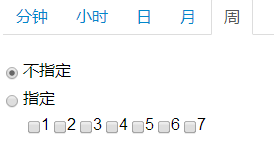 分钟 小时 日 月 周
不指定
指定
1 2 3 4 5 6 7